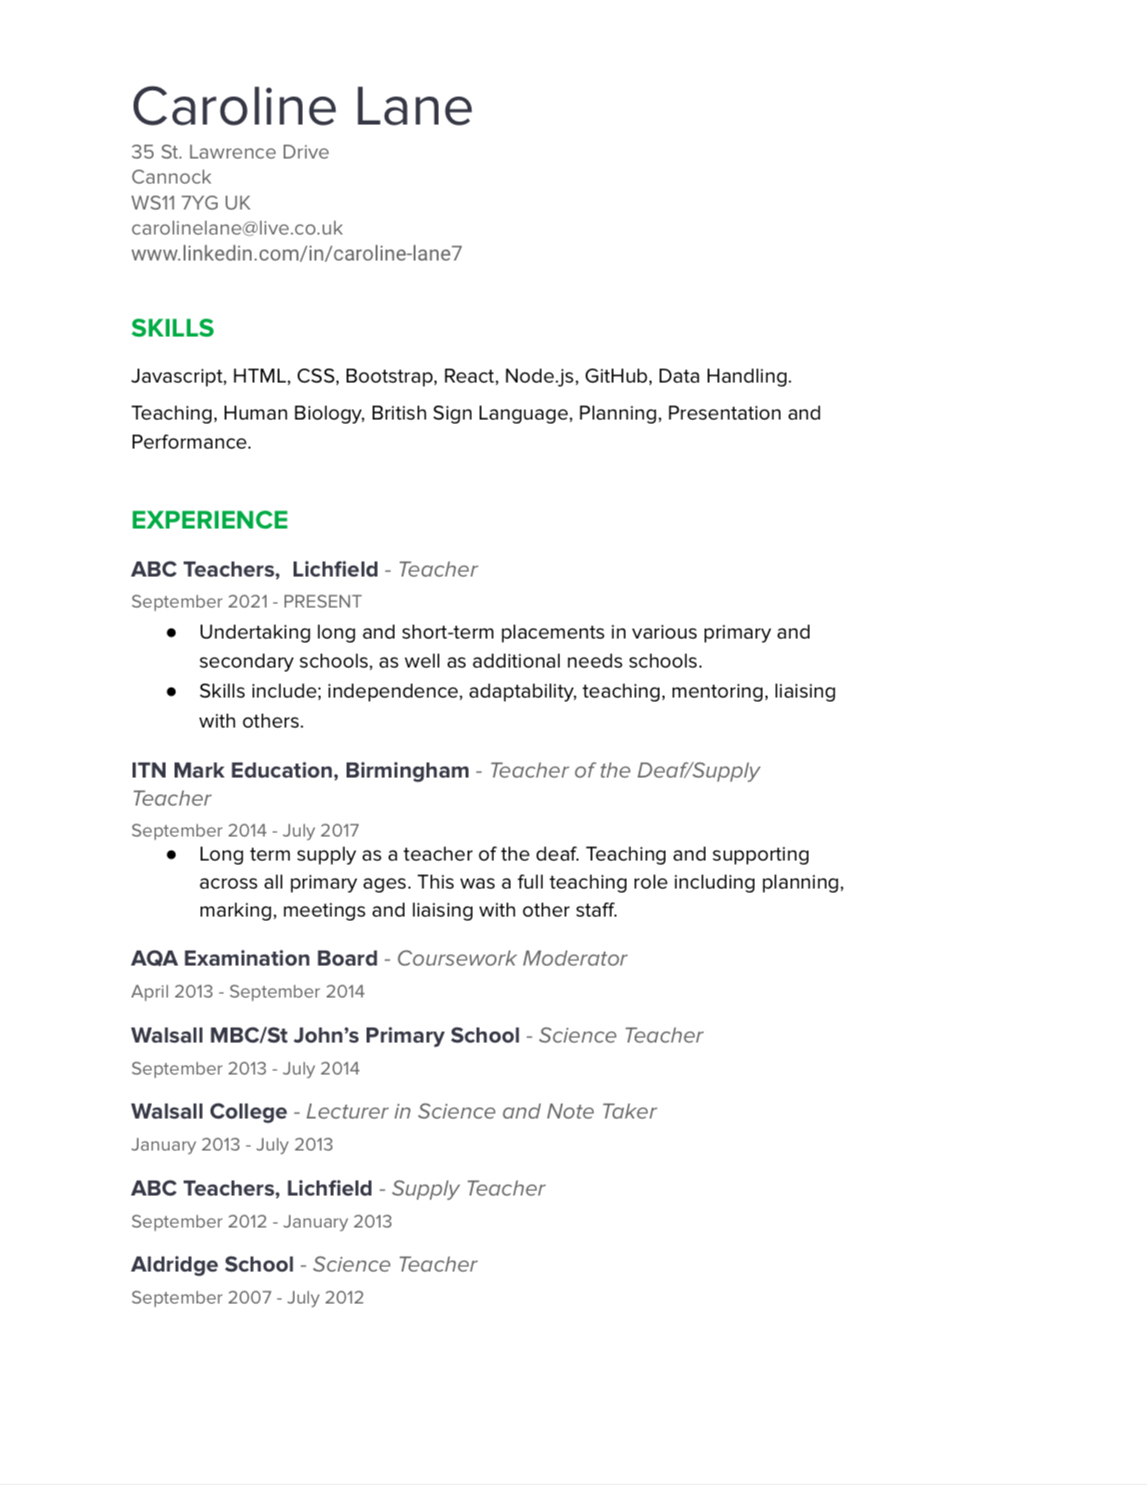 Caroline Lane
35 St. Lawrence Drive
Cannock
WS11 7YG UK
carolinelane@live.co.uk
www.linkedin.com/in/caroline-lane7
SKILLS
Javascript, HTML, CSS, Bootstrap, React, Node.js, GitHub, Data Handling.
Teaching, Human Biology, British Sign Language, Planning, Presentation and
Performance.
EXPERIENCE
ABC Teachers,  Lichfield - Teacher
September 2021 - PRESENT
● Undertaking long and short-term placements in various primary and
secondary schools, as well as additional needs schools.
● Skills include; independence, adaptability, teaching, mentoring, liaising
with others.
ITN Mark Education, Birmingham - Teacher of the Deaf/Supply
Teacher
September 2014 - July 2017
● Long term supply as a teacher of the deaf. Teaching and supporting
across all primary ages. This was a full teaching role including planning,
marking, meetings and liaising with other staff.
AQA Examination Board - Coursework Moderator
April 2013 - September 2014
Walsall MBC/St John’s Primary School - Science Teacher
September 2013 - July 2014
Walsall College - Lecturer in Science and Note Taker
January 2013 - July 2013
ABC Teachers, Lichfield - Supply Teacher
September 2012 - January 2013
Aldridge School - Science Teacher
September 2007 - July 2012